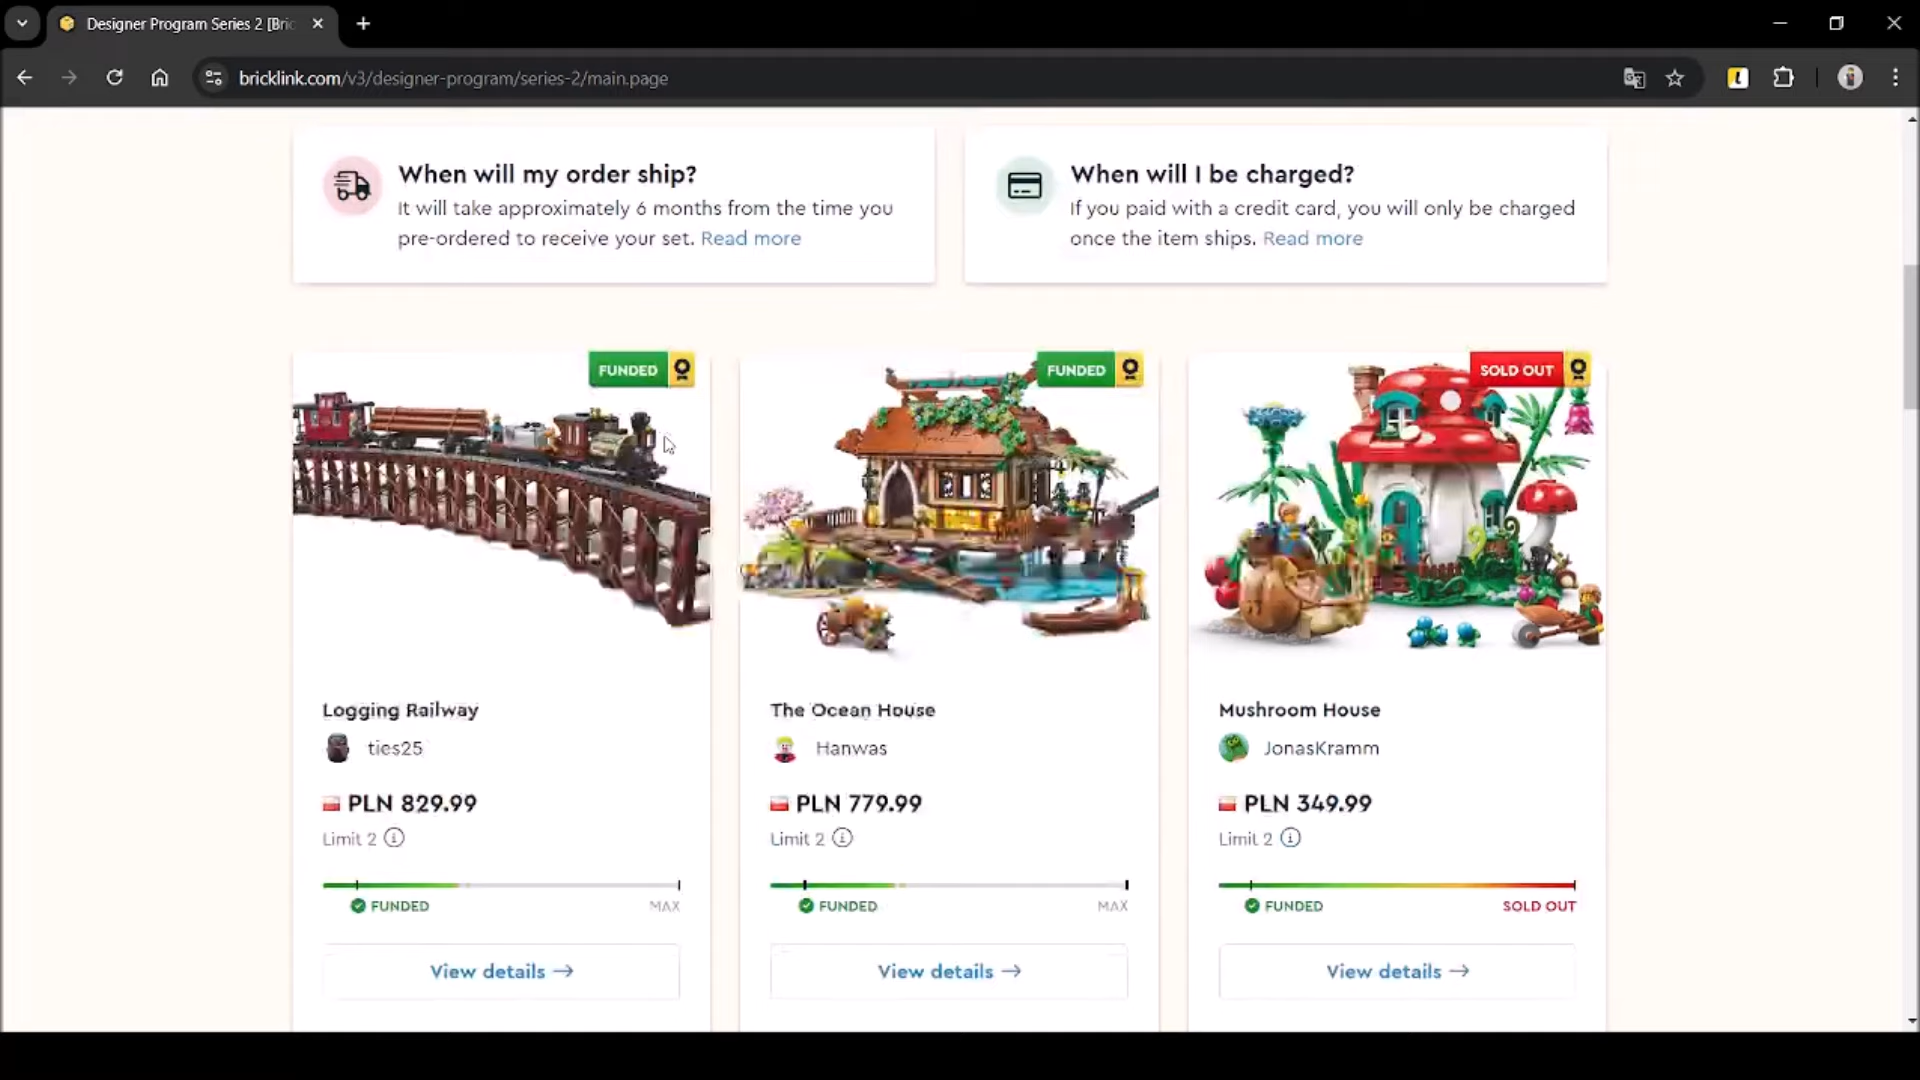 Designer Program Series 2 [Bric
bricklink.com/v3/designer-program/series-2/main.page
When will my order ship?
It will take approximately 6 months from the time you
pre-ordered to receive your set. Read more
When will I be charged?
If you paid with a credit card, you will only be charged
once the item ships. Read more
FUNDED
FUNDED
SOLD OUT
Logging Railway
ties25
PLN 829.99
Limit 2
FUNDED
MAX
View details →
The Ocean House
Hanwas
PLN 779.99
Limit 2
FUNDED
MAX
View details →
Mushroom House
JonasKramm
PLN 349.99
Limit 2
FUNDED
SOLD OUT
View details →